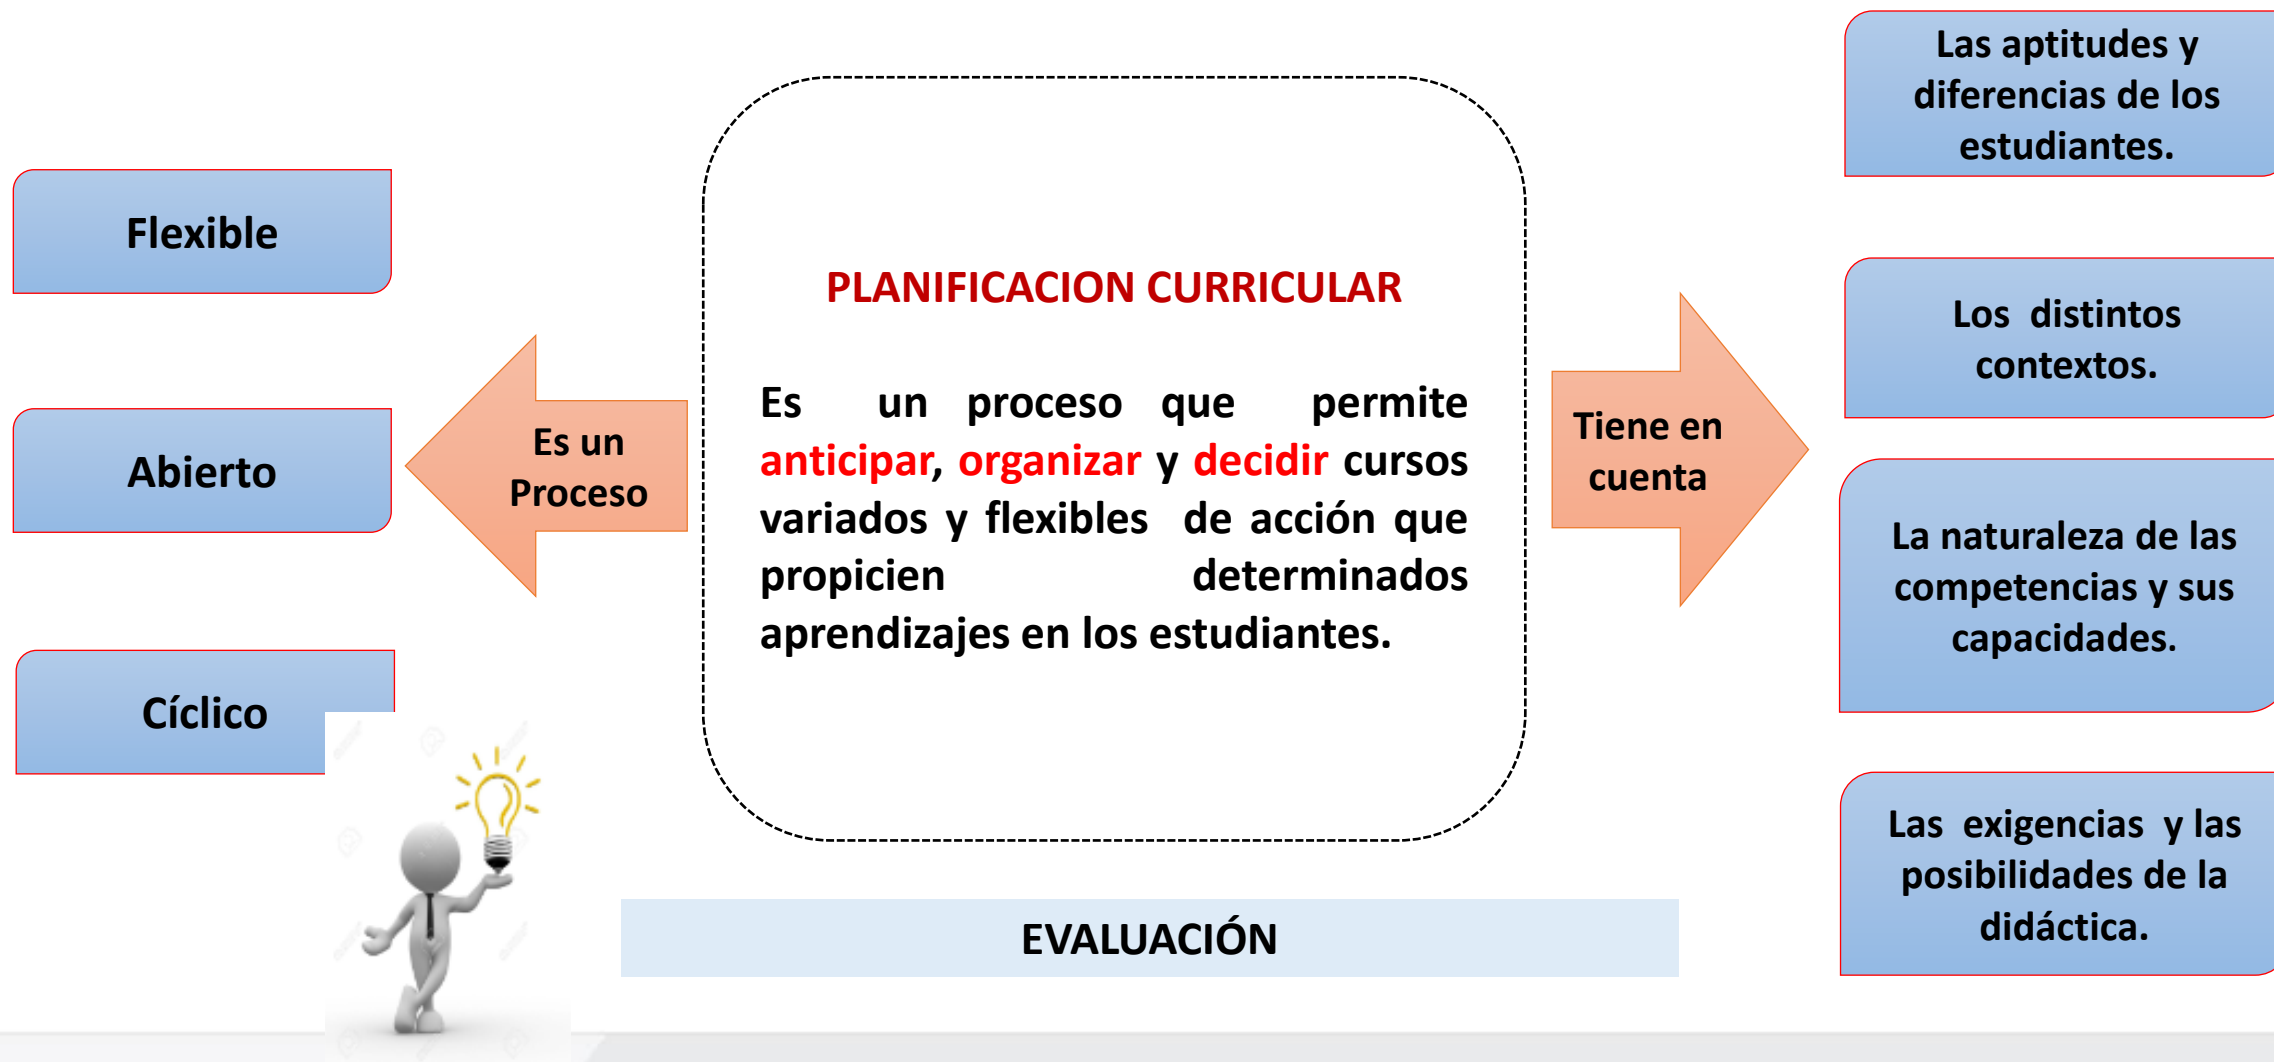 Flexible
Abierto
Cíclico
Es un
Proceso
PLANIFICACION CURRICULAR
Es un proceso que permite
anticipar, organizar y decidir cursos
variados y flexibles de acción que
propicien determinados
aprendizajes en los estudiantes.
EVALUACIÓN
Tiene en
cuenta
Las aptitudes y
diferencias de los
estudiantes.
Los distintos
contextos.
La naturaleza de las
competencias y sus
capacidades.
Las exigencias y las
posibilidades de la
didáctica.